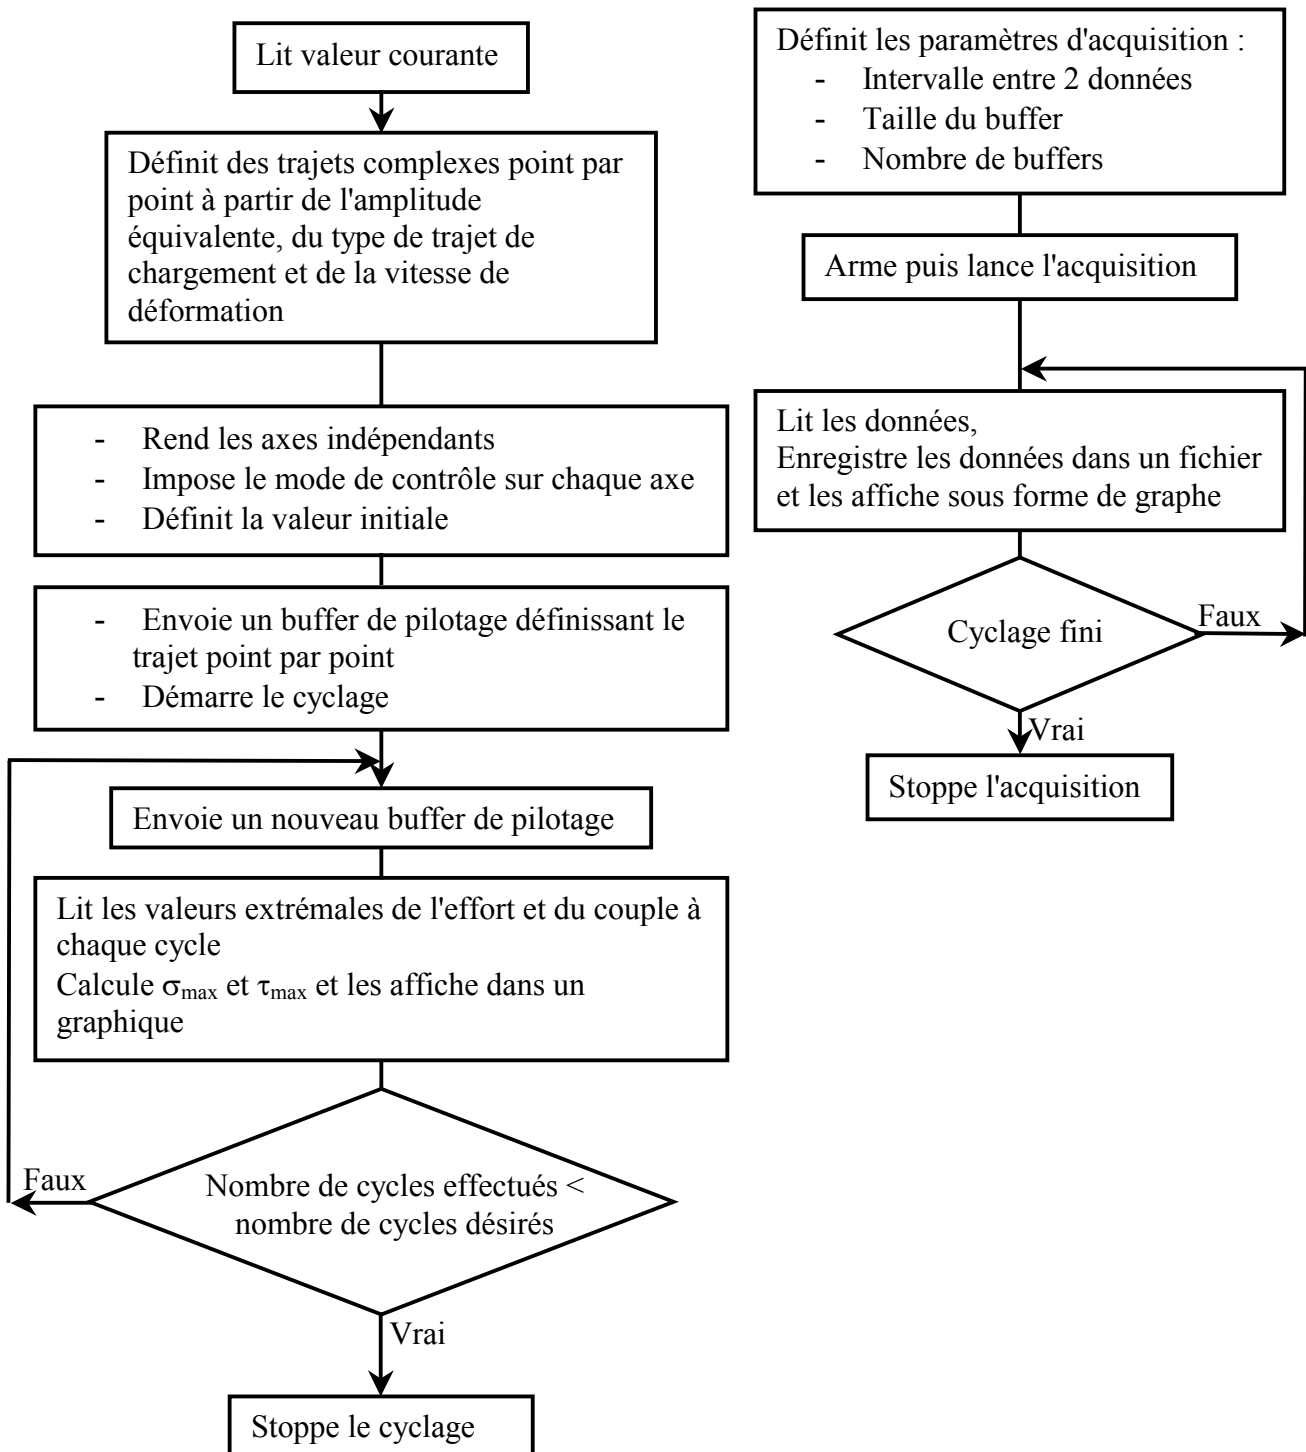 Lit valeur courante
Définit des trajets complexes point par
point à partir de l'amplitude
équivalente, du type de trajet de
chargement et de la vitesse de
déformation
- Rend les axes indépendants
- Impose le mode de contrôle sur chaque axe
- Définit la valeur initiale
- Envoie un buffer de pilotage définissant le
trajet point par point
- Démarre le cyclage
Envoie un nouveau buffer de pilotage
Lit les valeurs extrémales de l'effort et du couple à
chaque cycle
Calcule σmax et τmax et les affiche dans un
graphique
Faux
Nombre de cycles effectués <
nombre de cycles désirés
Vrai
Stoppe le cyclage
Définit les paramètres d'acquisition :
- Intervalle entre 2 données
- Taille du buffer
- Nombre de buffers
Arme puis lance l'acquisition
Lit les données,
Enregistre les données dans un fichier
et les affiche sous forme de graphe
Cyclage fini
Faux
Vrai
Stoppe l'acquisition